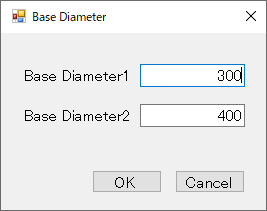 Base Diameter
Base Diameter1 300
Base Diameter2 400
OK Cancel